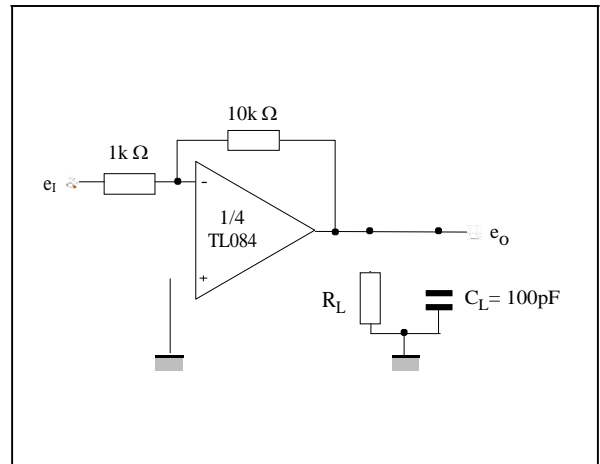 10k Ω
1k Ω
eI
-
1/4
TL084
+
eO
RL
CL= 100pF